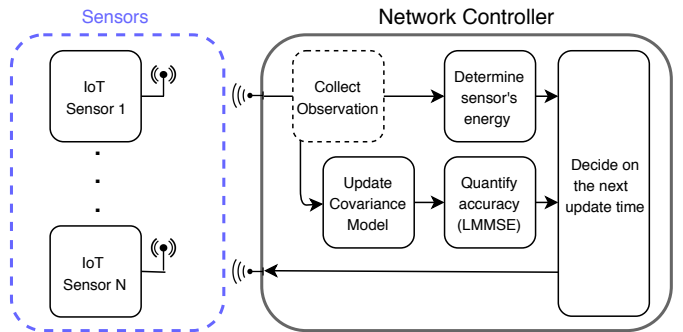 Sensors
Network Controller
IoT
Sensor 1
Collect
Observation
Determine
sensor's
energy
Update
Covariance
Model
Quantify
accuracy
(LMMSE)
Decide on
the next
update time
IoT
Sensor N